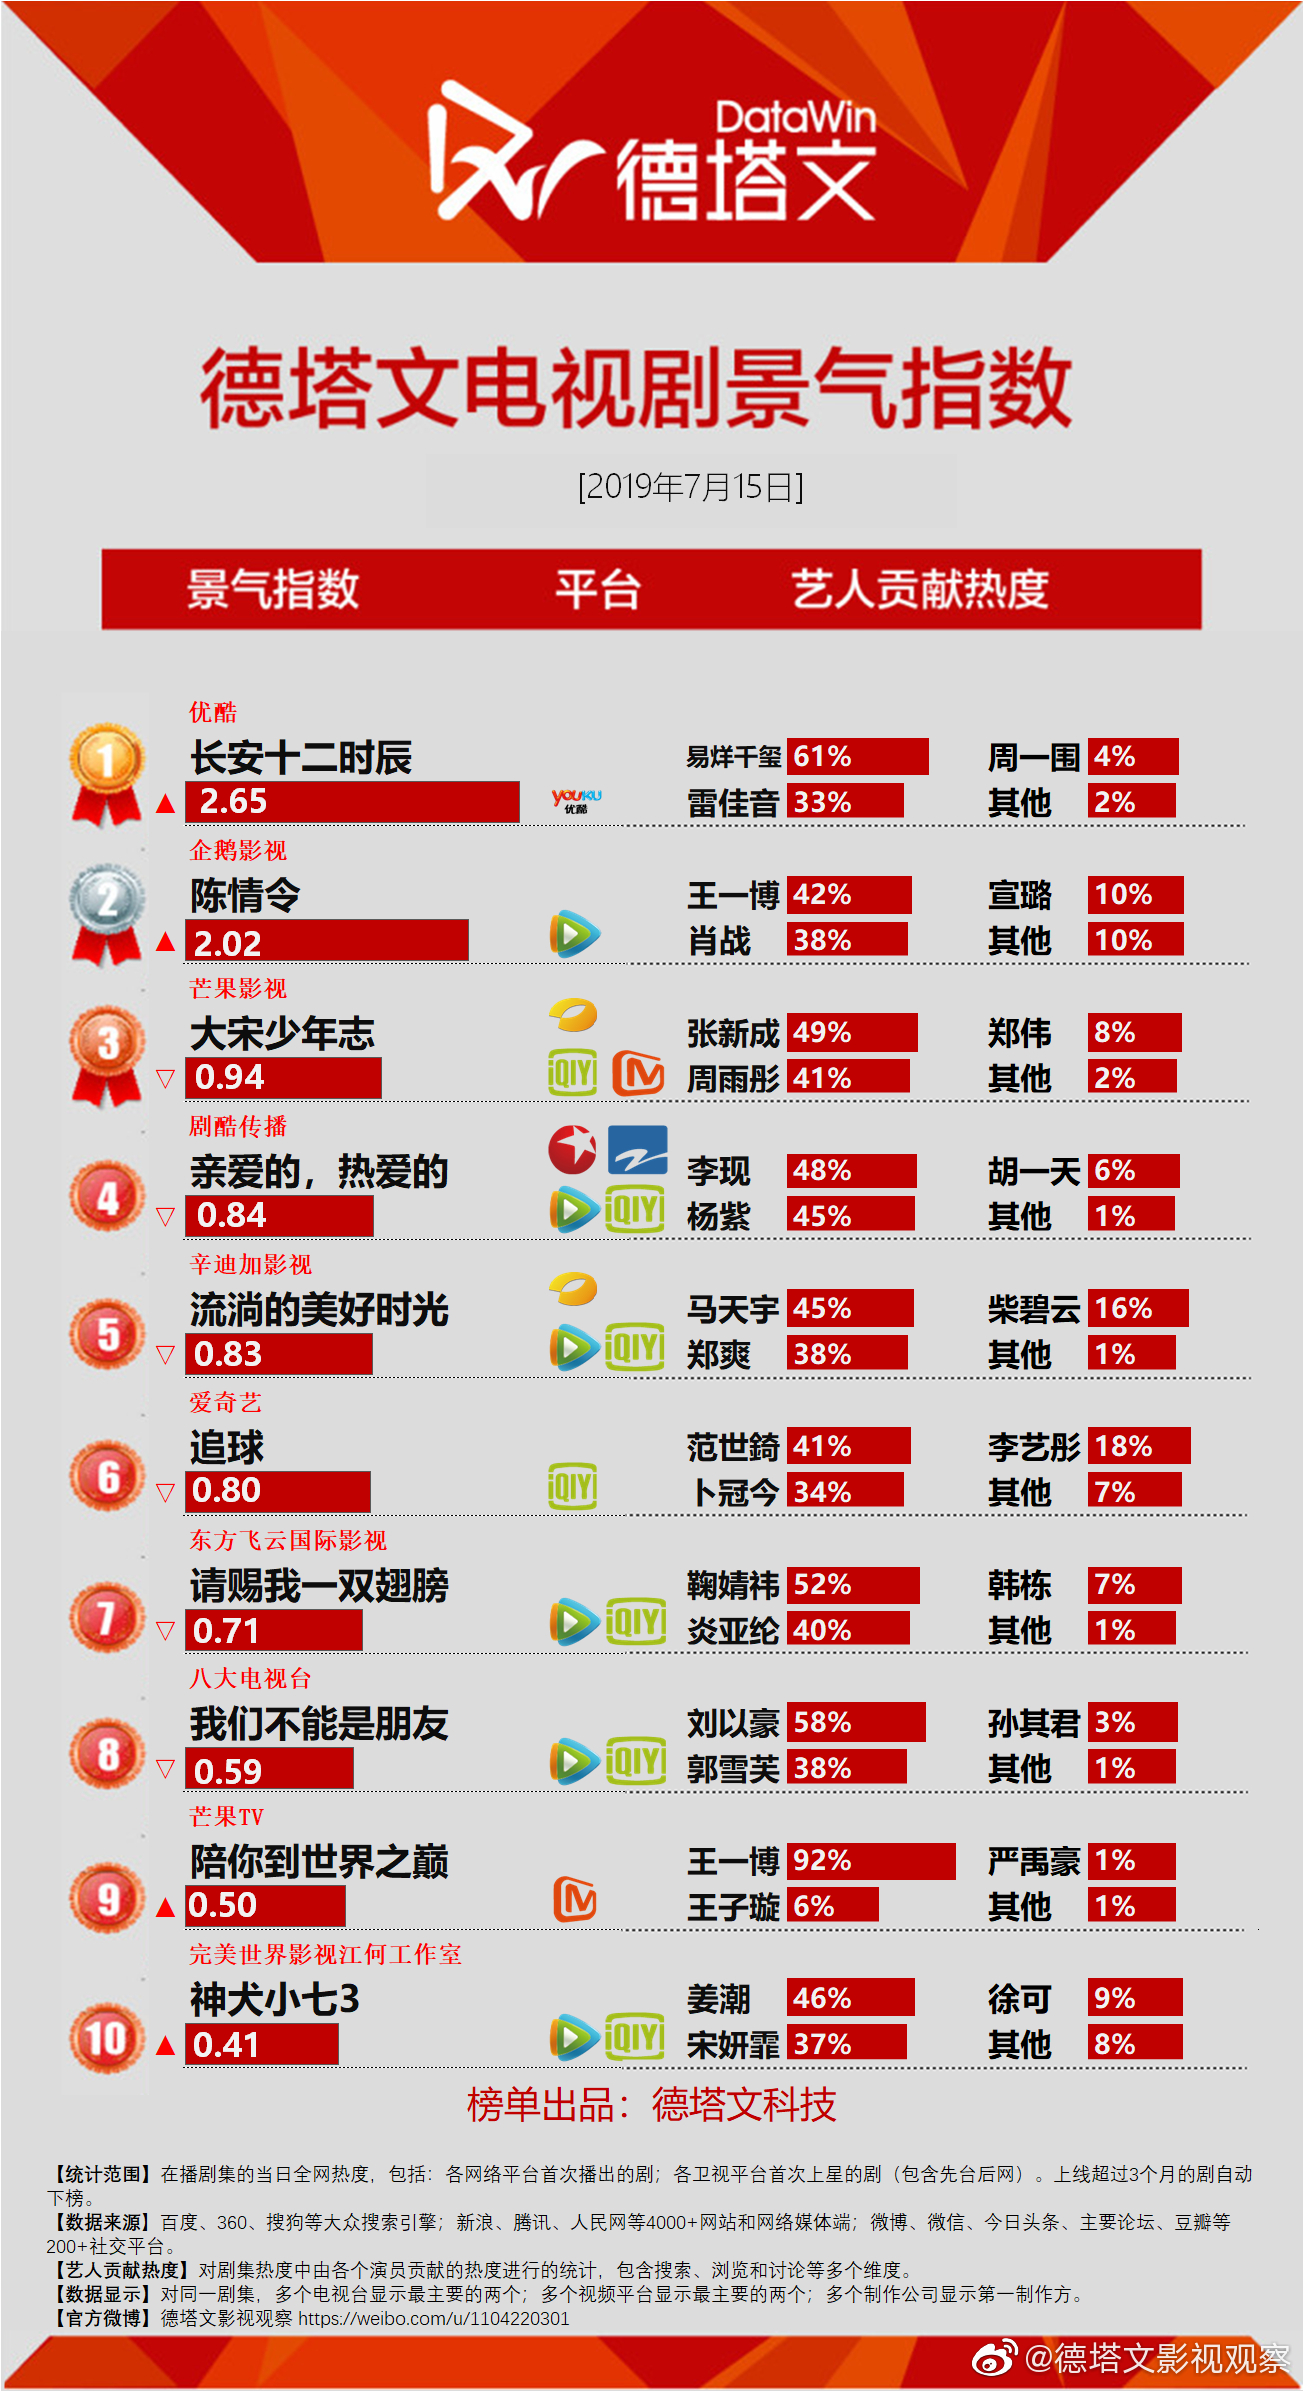 DataWin
德塔文
德塔文电视剧景气指数
[2019年7月15日]
景气指数 平台 艺人贡献热度
优酷
1 长安十二时辰 易烊千玺 61% 周一围 4%
▲ 2.65 YOUKU 优酷 雷佳音 33% 其他 2%
企鹅影视
2 陈情令 王一博 42% 宣璐 10%
▲ 2.02 肖战 38% 其他 10%
芒果影视
3 大宋少年志 张新成 49% 郑伟 8%
▽ 0.94 iQIYI 周雨彤 41% 其他 2%
剧酷传播
4 亲爱的，热爱的 李现 48% 胡一天 6%
▽ 0.84 iQIYI 杨紫 45% 其他 1%
辛迪加影视
5 流淌的美好时光 马天宇 45% 柴碧云 16%
▽ 0.83 iQIYI 郑爽 38% 其他 1%
爱奇艺
6 追球 范世錡 41% 李艺彤 18%
▽ 0.80 iQIYI 卜冠今 34% 其他 7%
东方飞云国际影视
7 请赐我一双翅膀 鞠婧祎 52% 韩栋 7%
▽ 0.71 iQIYI 炎亚纶 40% 其他 1%
八大电视台
8 我们不能是朋友 刘以豪 58% 孙其君 3%
▽ 0.59 iQIYI 郭雪芙 38% 其他 1%
芒果TV
9 陪你到世界之巅 王一博 92% 严禹豪 1%
▲ 0.50 王子璇 6% 其他 1%
完美世界影视江何工作室
10 神犬小七3 姜潮 46% 徐可 9%
▲ 0.41 iQIYI 宋妍霏 37% 其他 8%
榜单出品：德塔文科技
【统计范围】在播剧集的当日全网热度，包括：各网络平台首次播出的剧；各卫视平台首次上星的剧（包含先台后网）。上线超过3个月的剧自动
下榜。
【数据来源】百度、360、搜狗等大众搜索引擎；新浪、腾讯、人民网等4000+网站和网络媒体端；微博、微信、今日头条、主要论坛、豆瓣等
200+社交平台。
【艺人贡献热度】对剧集热度中由各个演员贡献的热度进行的统计，包含搜索、浏览和讨论等多个维度。
【数据显示】对同一剧集，多个电视台显示最主要的两个；多个视频平台显示最主要的两个；多个制作公司显示第一制作方。
【官方微博】德塔文影视观察 https://weibo.com/u/1104220301
@德塔文影视观察